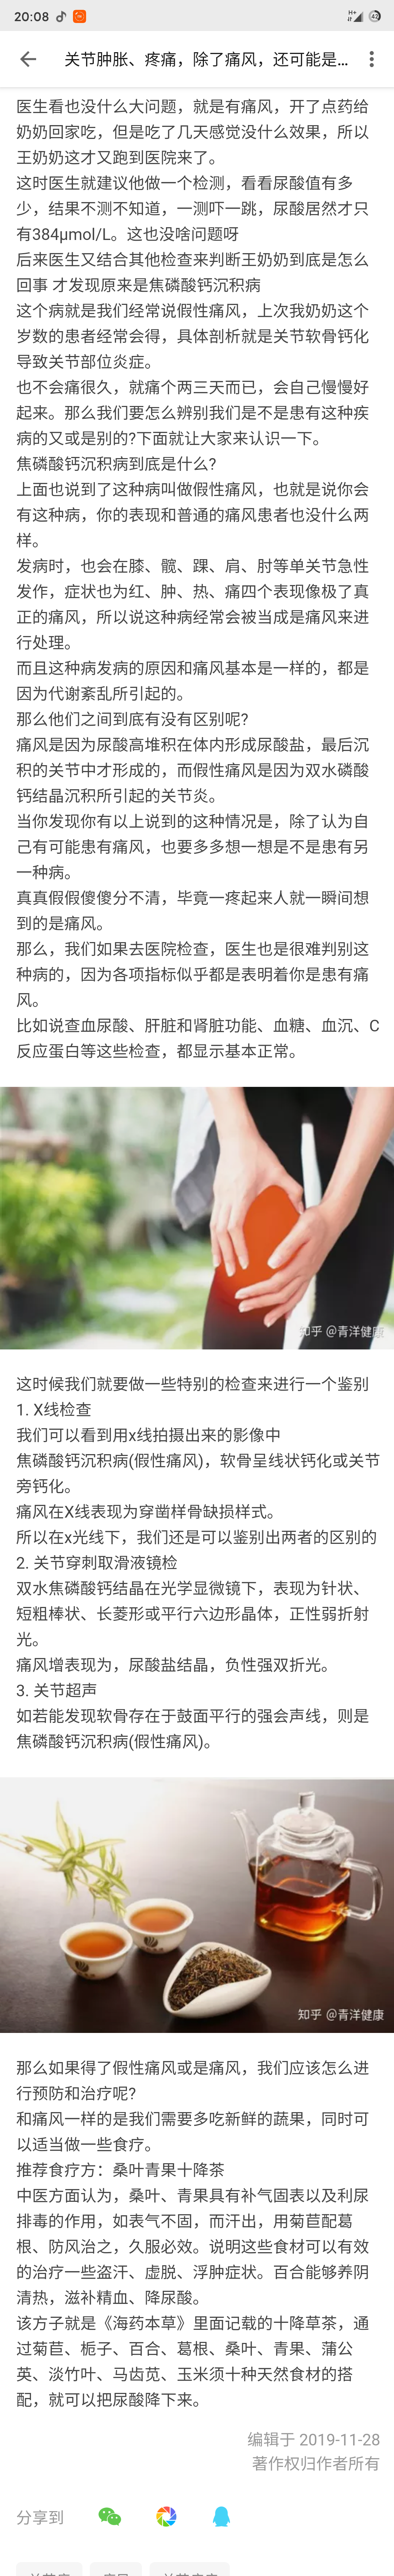 20:08
H+
42
关节肿胀、疼痛，除了痛风，还可能是...
医生看也没什么大问题，就是有痛风，开了点药给
奶奶回家吃，但是吃了几天感觉没什么效果，所以
王奶奶这才又跑到医院来了。
这时医生就建议他做一个检测，看看尿酸值有多
少，结果不测不知道，一测吓一跳，尿酸居然才只
有384μmol/L。这也没啥问题呀
后来医生又结合其他检查来判断王奶奶到底是怎么
回事 才发现原来是焦磷酸钙沉积病
这个病就是我们经常说假性痛风，上次我奶奶这个
岁数的患者经常会得，具体剖析就是关节软骨钙化
导致关节部位炎症。
也不会痛很久，就痛个两三天而已，会自己慢慢好
起来。那么我们要怎么辨别我们是不是患有这种疾
病的又或是别的?下面就让大家来认识一下。
焦磷酸钙沉积病到底是什么?
上面也说到了这种病叫做假性痛风，也就是说你会
有这种病，你的表现和普通的痛风患者也没什么两
样。
发病时，也会在膝、髋、踝、肩、肘等单关节急性
发作，症状也为红、肿、热、痛四个表现像极了真
正的痛风，所以说这种病经常会被当成是痛风来进
行处理。
而且这种病发病的原因和痛风基本是一样的，都是
因为代谢紊乱所引起的。
那么他们之间到底有没有区别呢?
痛风是因为尿酸高堆积在体内形成尿酸盐，最后沉
积的关节中才形成的，而假性痛风是因为双水磷酸
钙结晶沉积所引起的关节炎。
当你发现你有以上说到的这种情况是，除了认为自
己有可能患有痛风，也要多多想一想是不是患有另
一种病。
真真假假傻傻分不清，毕竟一疼起来人就一瞬间想
到的是痛风。
那么，我们如果去医院检查，医生也是很难判别这
种病的，因为各项指标似乎都是表明着你是患有痛
风。
比如说查血尿酸、肝脏和肾脏功能、血糖、血沉、C
反应蛋白等这些检查，都显示基本正常。
知乎 @青洋健康
这时候我们就要做一些特别的检查来进行一个鉴别
1. X线检查
我们可以看到用x线拍摄出来的影像中
焦磷酸钙沉积病(假性痛风)，软骨呈线状钙化或关节
旁钙化。
痛风在X线表现为穿凿样骨缺损样式。
所以在x光线下，我们还是可以鉴别出两者的区别的
2. 关节穿刺取滑液镜检
双水焦磷酸钙结晶在光学显微镜下，表现为针状、
短粗棒状、长菱形或平行六边形晶体，正性弱折射
光。
痛风增表现为，尿酸盐结晶，负性强双折光。
3. 关节超声
如若能发现软骨存在于鼓面平行的强会声线，则是
焦磷酸钙沉积病(假性痛风)。
知乎 @青洋健康
那么如果得了假性痛风或是痛风，我们应该怎么进
行预防和治疗呢?
和痛风一样的是我们需要多吃新鲜的蔬果，同时可
以适当做一些食疗。
推荐食疗方：桑叶青果十降茶
中医方面认为，桑叶、青果具有补气固表以及利尿
排毒的作用，如表气不固，而汗出，用菊苣配葛
根、防风治之，久服必效。说明这些食材可以有效
的治疗一些盗汗、虚脱、浮肿症状。百合能够养阴
清热，滋补精血、降尿酸。
该方子就是《海药本草》里面记载的十降草茶，通
过菊苣、栀子、百合、葛根、桑叶、青果、蒲公
英、淡竹叶、马齿苋、玉米须十种天然食材的搭
配，就可以把尿酸降下来。
编辑于 2019-11-28
著作权归作者所有
分享到